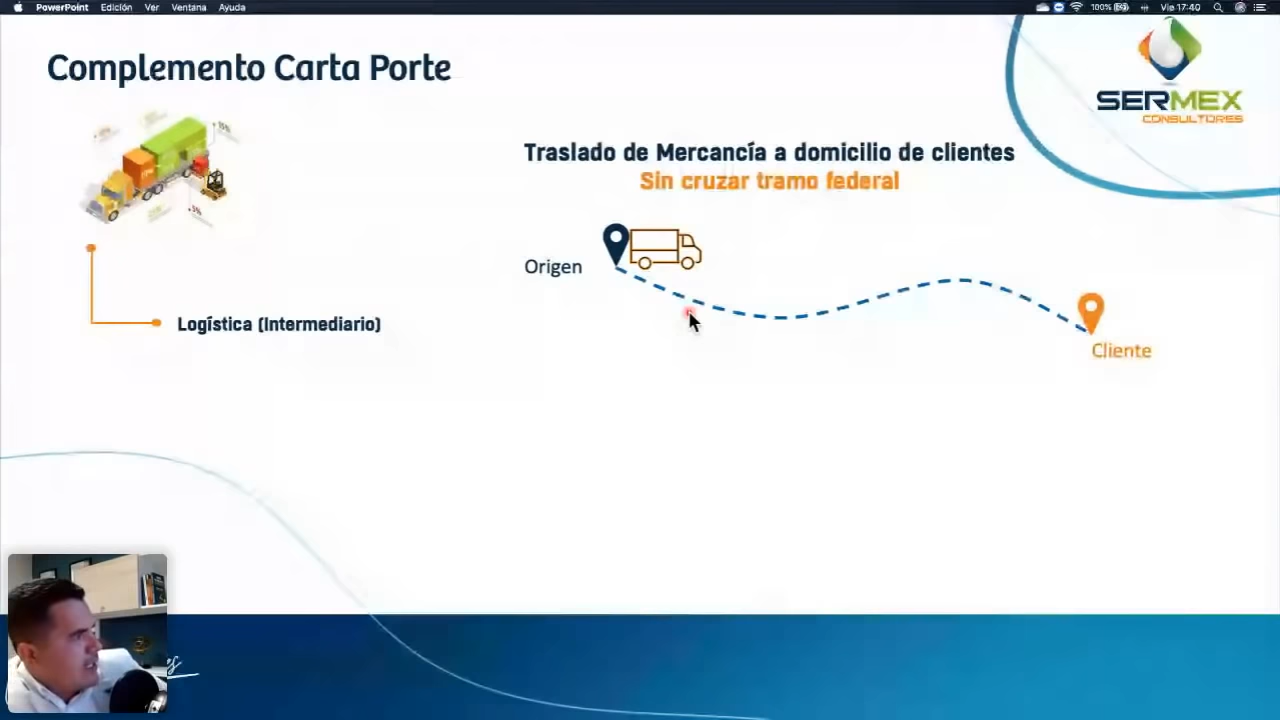 PowerPoint Edición Ver Ventana Ayuda
100% Vie 17:40
Complemento Carta Porte
SERMEX
CONSULTORES
Traslado de Mercancía a domicilio de clientes
Sin cruzar tramo federal
Origen
Logística (Intermediario)
Cliente